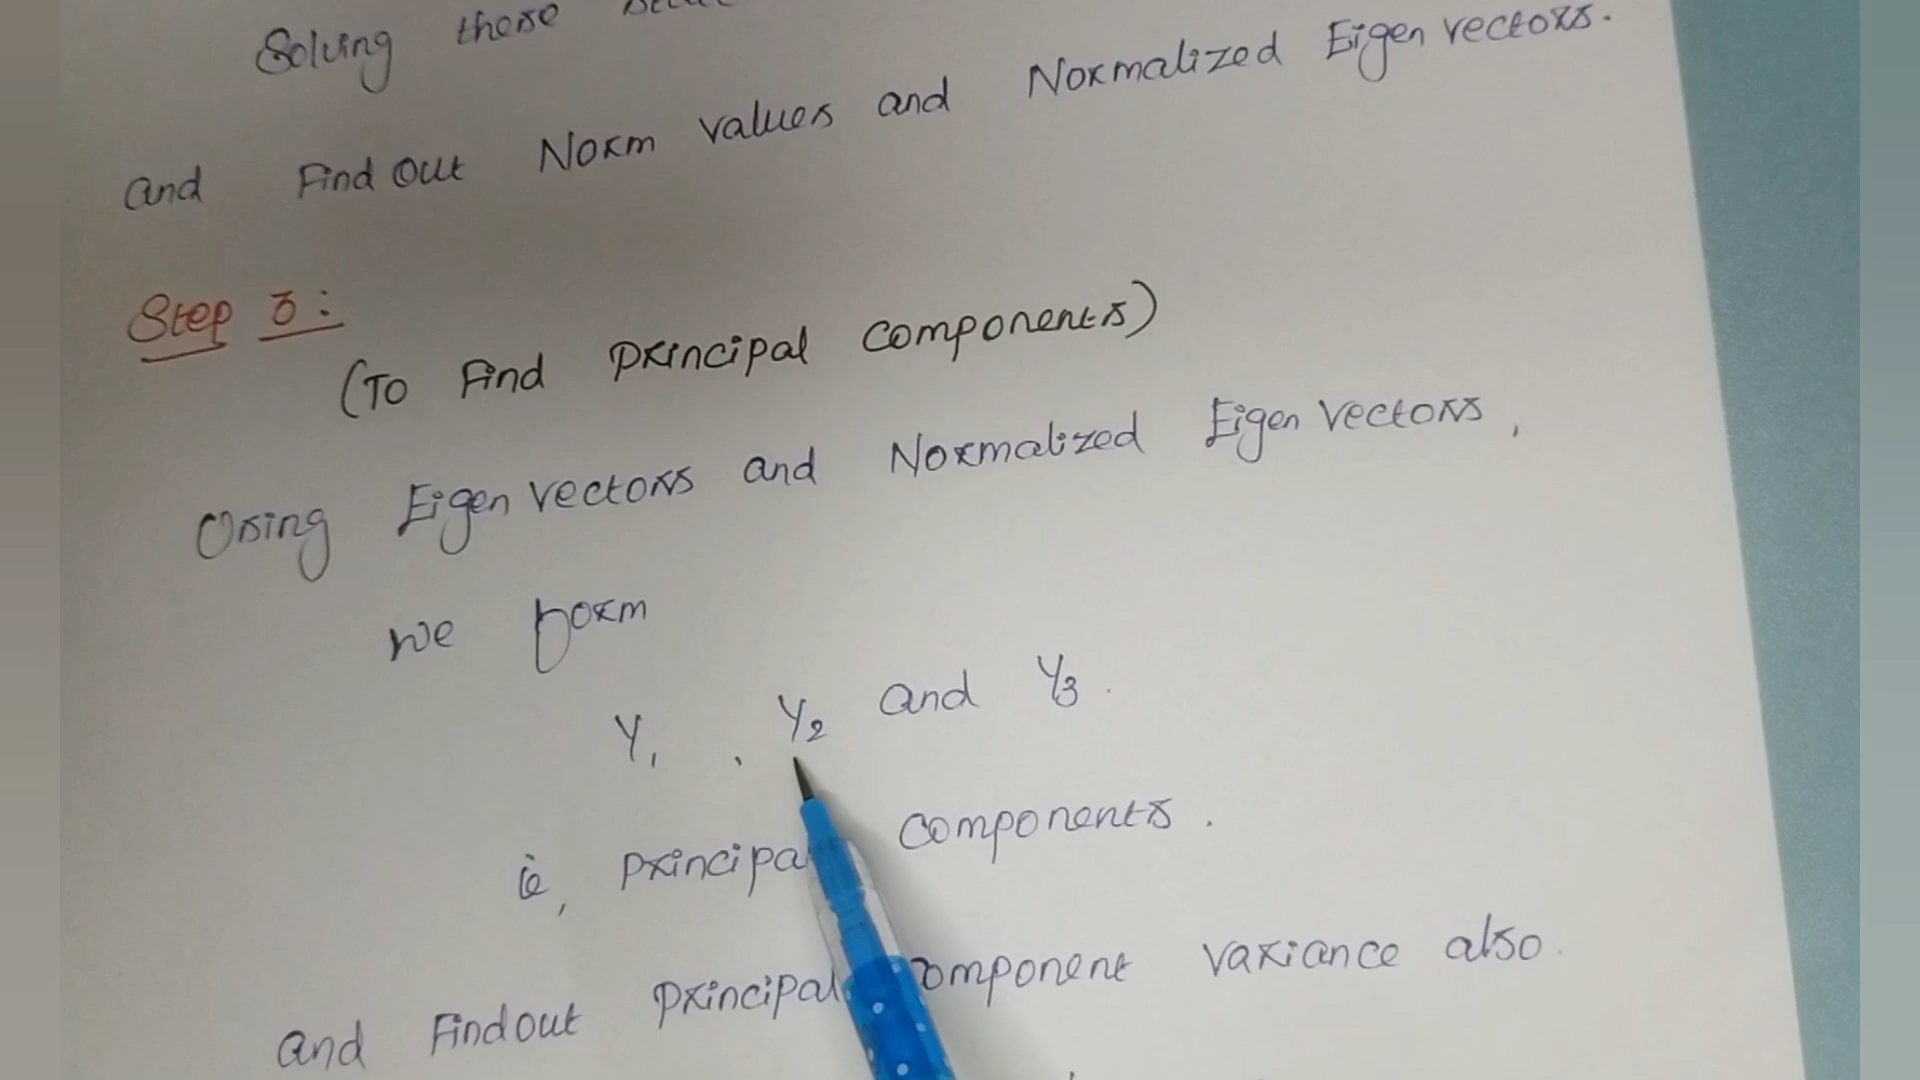 Solving these
and Find out Norm values and Normalized Eigen vectors.
Step 3:
(To Find principal components)
Using Eigen vectors and Normalized Eigen vectors,
we form
Y1, Y2 and Y3.
ie, principal components.
and Findout principal component variance also.